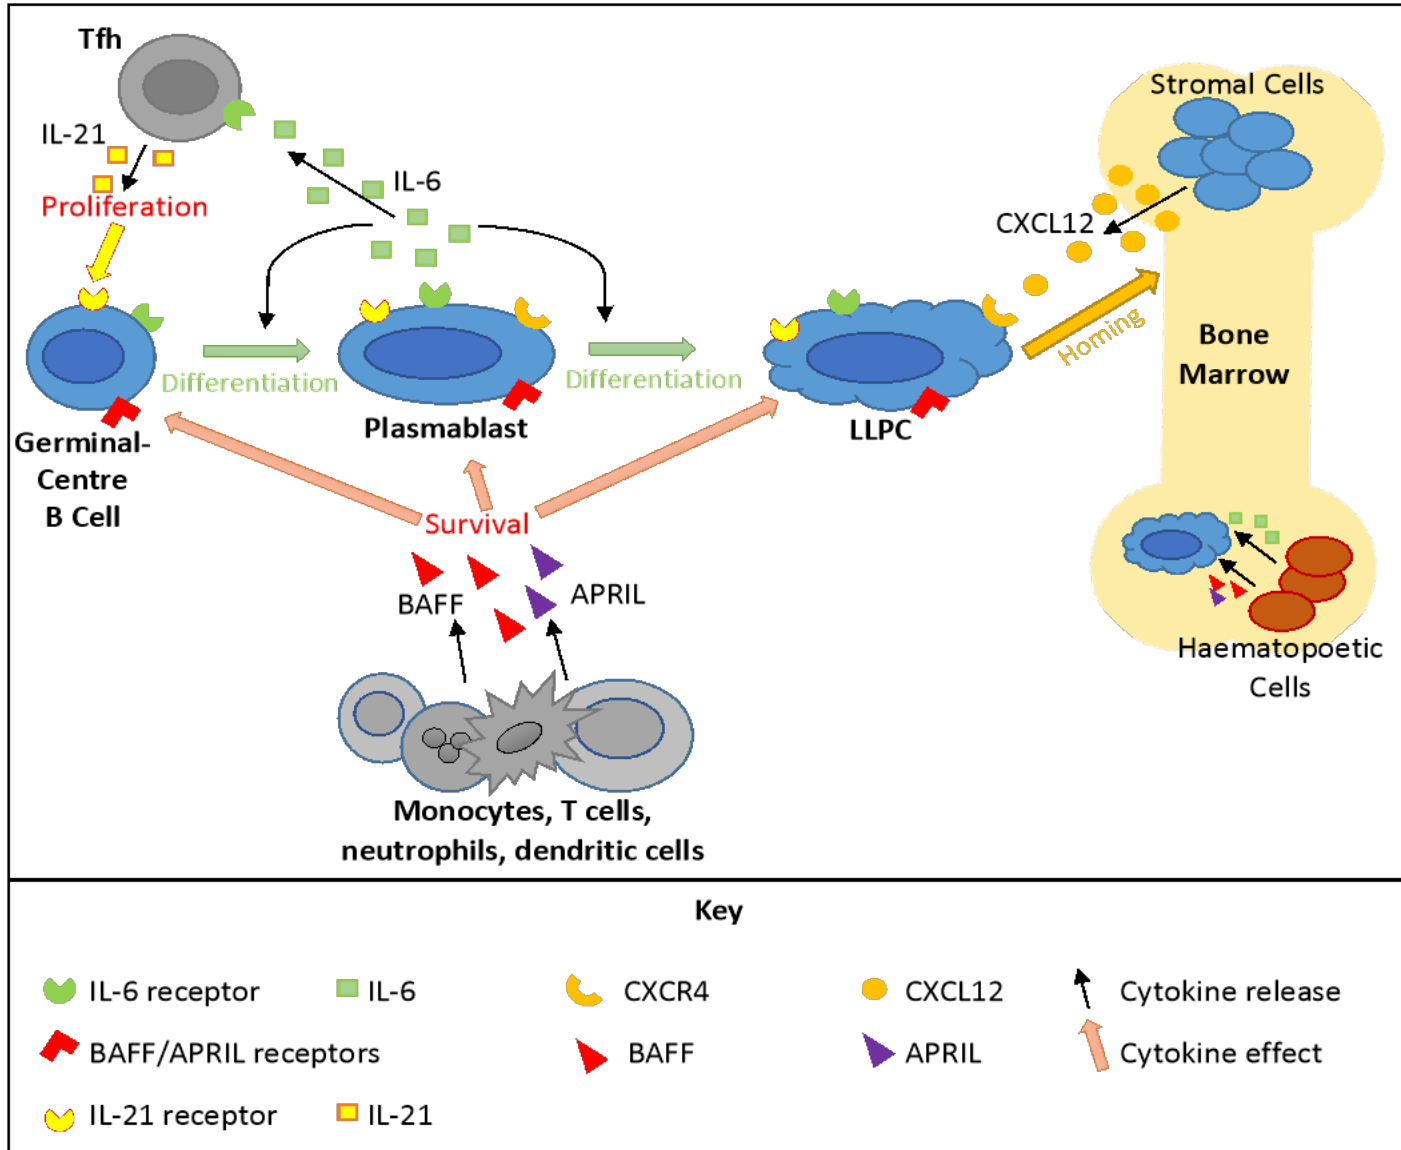 Tfh
IL-21
Proliferation
IL-6
Differentiation
Differentiation
Germinal-
Centre
B Cell
Plasmablast
LLPC
CXCL12
Homing
Stromal Cells
Bone
Marrow
Survival
BAFF
APRIL
Haematopoetic
Cells
Monocytes, T cells,
neutrophils, dendritic cells
Key
IL-6 receptor
IL-6
CXCR4
CXCL12
Cytokine release
BAFF/APRIL receptors
BAFF
APRIL
Cytokine effect
IL-21 receptor
IL-21